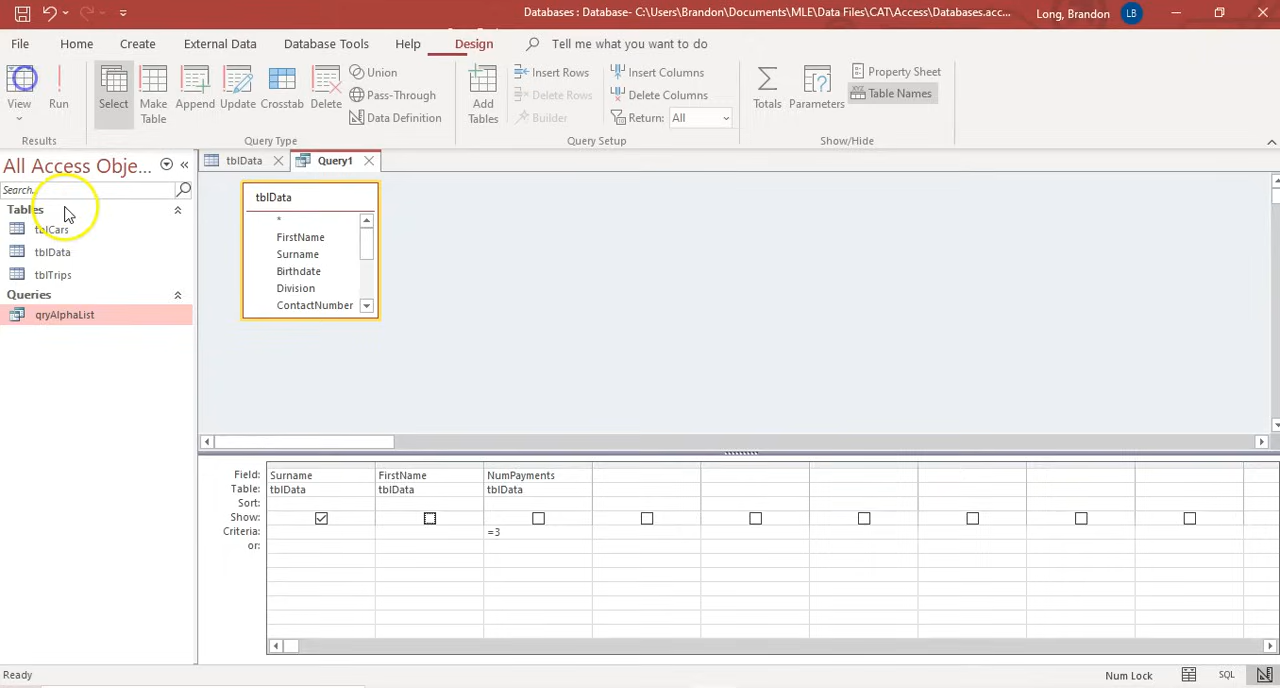 Databases : Database- C:\Users\Brandon\Documents\MLE\Data Files\CAT\Access\Databases.acc...
Long, Brandon LB
File Home Create External Data Database Tools Help Design Tell me what you want to do
View Run Select Make Table Append Update Crosstab Delete
Union
Pass-Through
Data Definition
Add Tables
Insert Rows
Delete Rows
Builder
Insert Columns
Delete Columns
Return: All
Totals Parameters
Property Sheet
XYZ Table Names
Results Query Type Query Setup Show/Hide
All Access Obje...
Search..
Tables
tblCars
tblData
tblTrips
Queries
qryAlphaList
tblData Query1
tblData
*
FirstName
Surname
Birthdate
Division
ContactNumber
Field: Surname FirstName NumPayments
Table: tblData tblData tblData
Sort:
Show:
Criteria: =3
or:
Ready Num Lock SQL